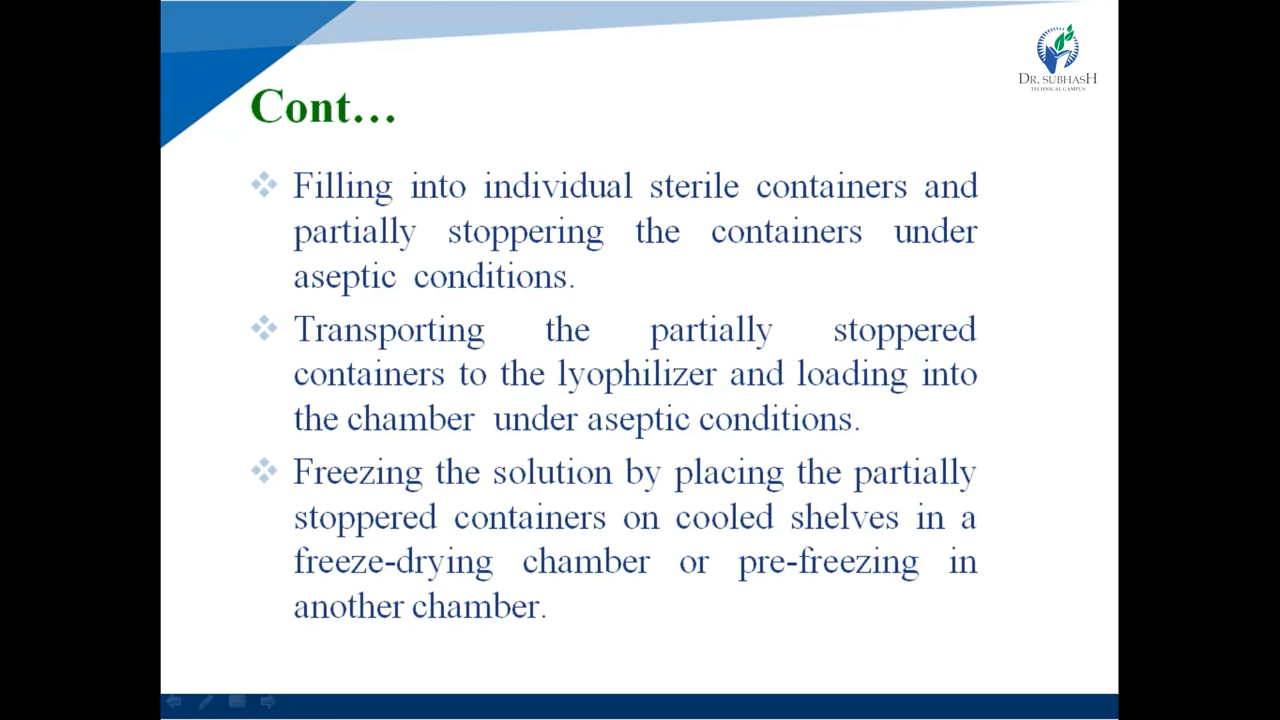 DR. SUBHASH
TECHNICAL CAMPUS
Cont...
Filling into individual sterile containers and
partially stoppering the containers under
aseptic conditions.
Transporting the partially stoppered
containers to the lyophilizer and loading into
the chamber under aseptic conditions.
Freezing the solution by placing the partially
stoppered containers on cooled shelves in a
freeze-drying chamber or pre-freezing in
another chamber.